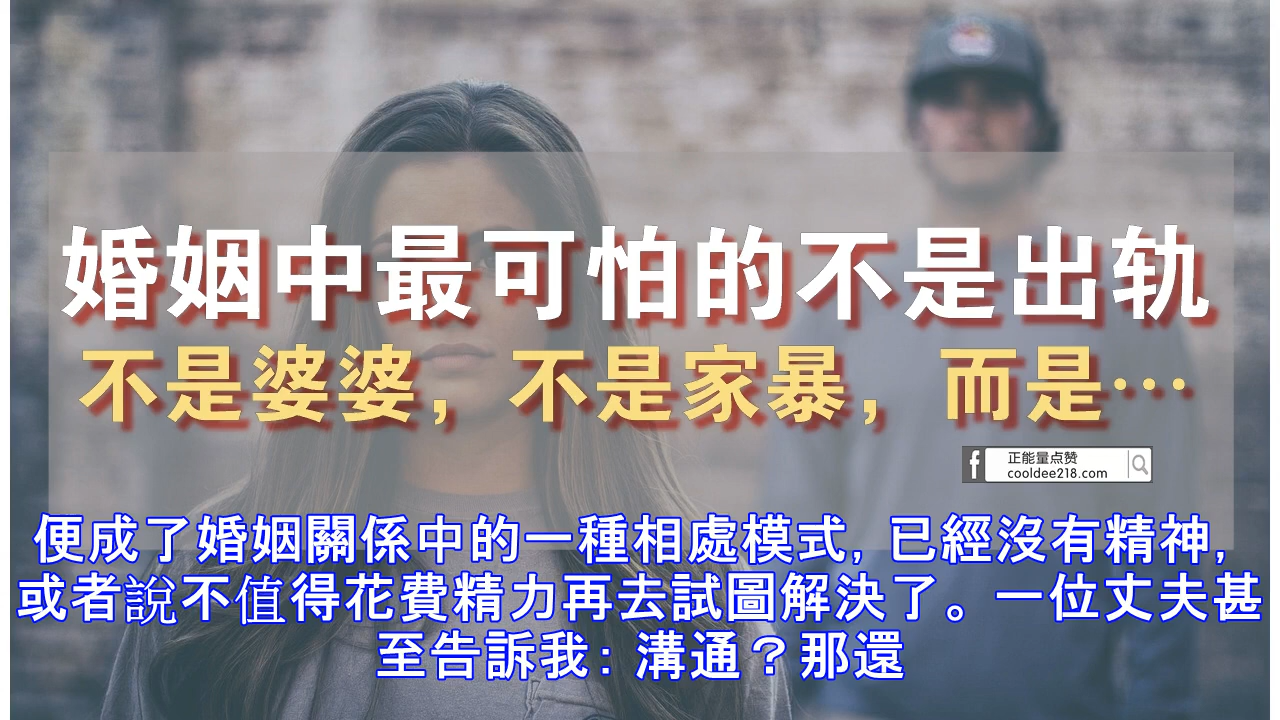 婚姻中最可怕的不是出轨
不是婆婆，不是家暴，而是…
正能量点赞
cooldee218.com
便成了婚姻關係中的一種相處模式，已經沒有精神，
或者說不值得花費精力再去試圖解決了。一位丈夫甚
至告訴我：溝通？那還